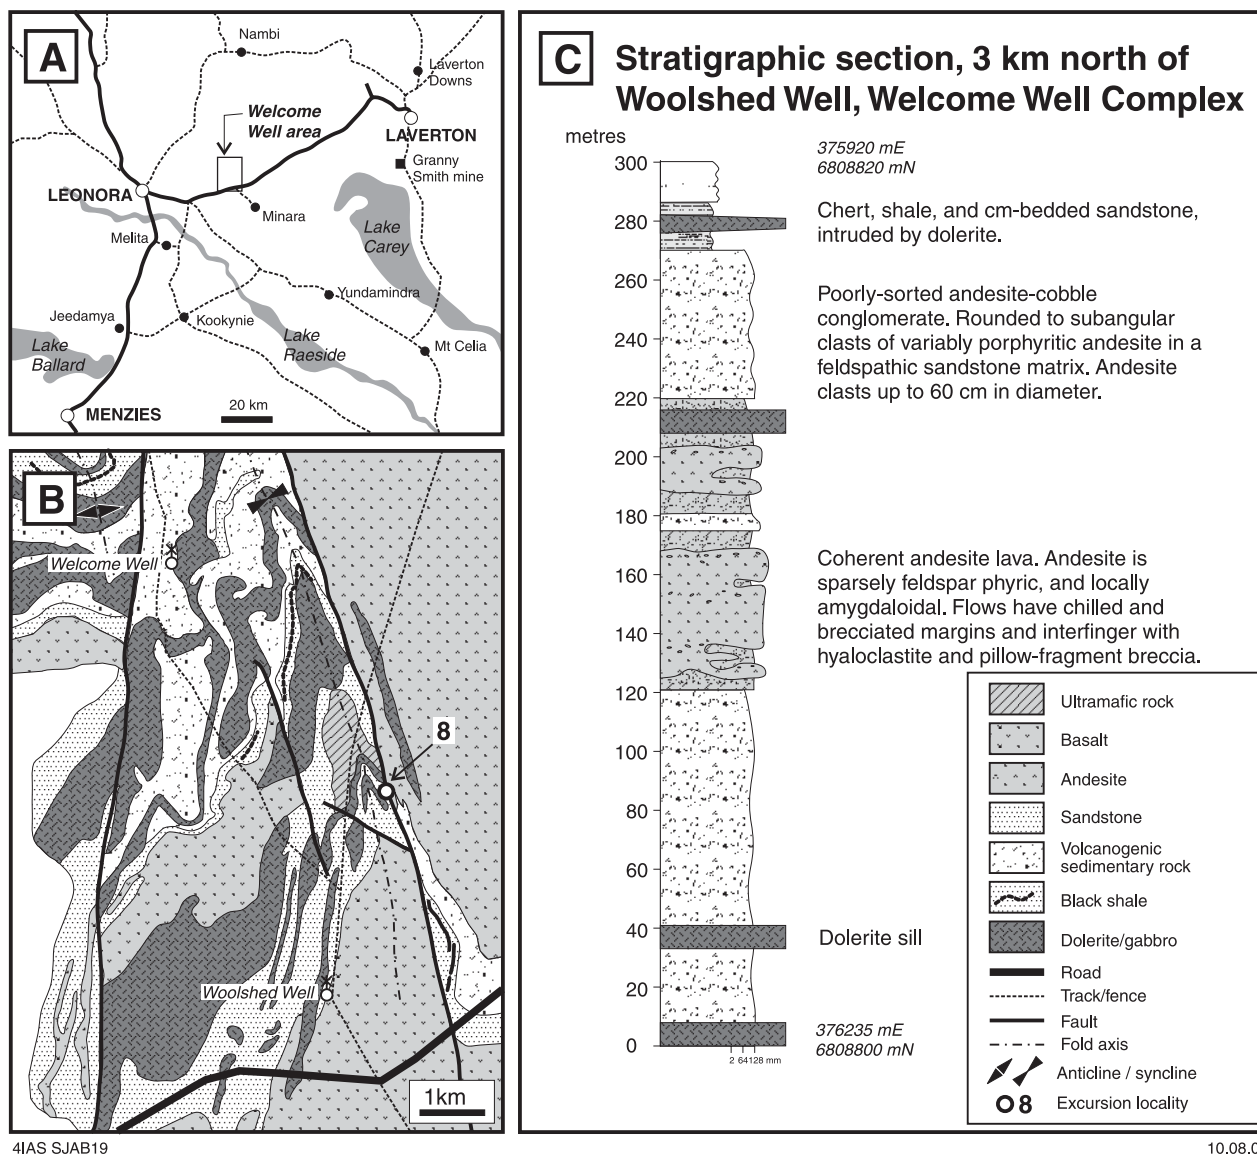 A
Nambi
Laverton
Downs
Welcome
Well area
LAVERTON
Granny
Smith mine
LEONORA
Minara
Melita
Lake
Carey
Yundamindra
Jeedamya
Kookynie
Lake
Raeside
Mt Celia
Lake
Ballard
20 km
MENZIES
B
Welcome Well
8
Woolshed Well
1km
C
Stratigraphic section, 3 km north of
Woolshed Well, Welcome Well Complex
metres
300
280
260
240
220
200
180
160
140
120
100
80
60
40
20
0
2 64128 mm
375920 mE
6808820 mN
Chert, shale, and cm-bedded sandstone,
intruded by dolerite.
Poorly-sorted andesite-cobble
conglomerate. Rounded to subangular
clasts of variably porphyritic andesite in a
feldspathic sandstone matrix. Andesite
clasts up to 60 cm in diameter.
Coherent andesite lava. Andesite is
sparsely feldspar phyric, and locally
amygdaloidal. Flows have chilled and
brecciated margins and interfinger with
hyaloclastite and pillow-fragment breccia.
Dolerite sill
376235 mE
6808800 mN
Ultramafic rock
Basalt
Andesite
Sandstone
Volcanogenic
sedimentary rock
Black shale
Dolerite/gabbro
Road
Track/fence
Fault
Fold axis
Anticline / syncline
8 Excursion locality
4IAS SJAB19
10.08.0